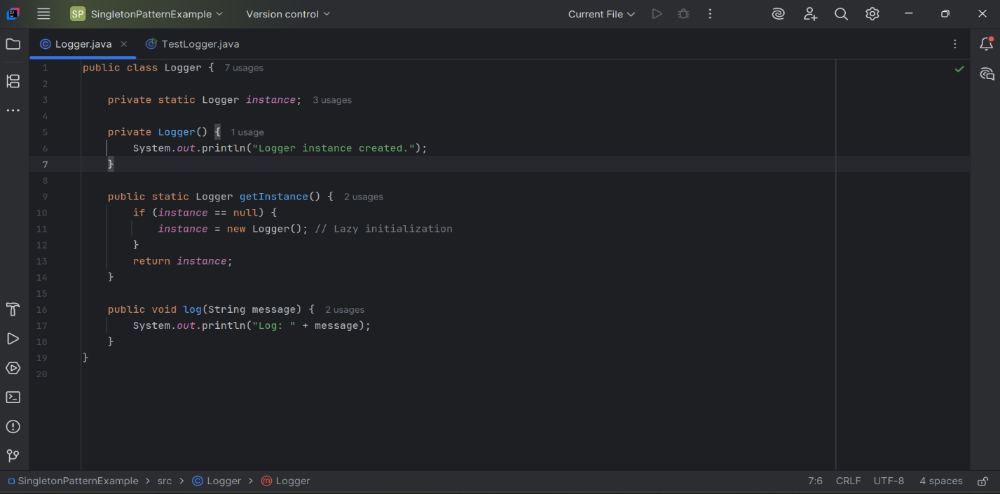 SP SingletonPatternExample Version control Current File
Logger.java TestLogger.java
1 public class Logger { 7 usages
2
3 private static Logger instance; 3 usages
4
5 private Logger() { 1 usage
6 System.out.println("Logger instance created.");
7 }
8
9 public static Logger getInstance() { 2 usages
10 if (instance == null) {
11 instance = new Logger(); // Lazy initialization
12 }
13 return instance;
14 }
15
16 public void log(String message) { 2 usages
17 System.out.println("Log: " + message);
18 }
19 }
20
SingletonPatternExample > src > Logger > Logger 7:6 CRLF UTF-8 4 spaces